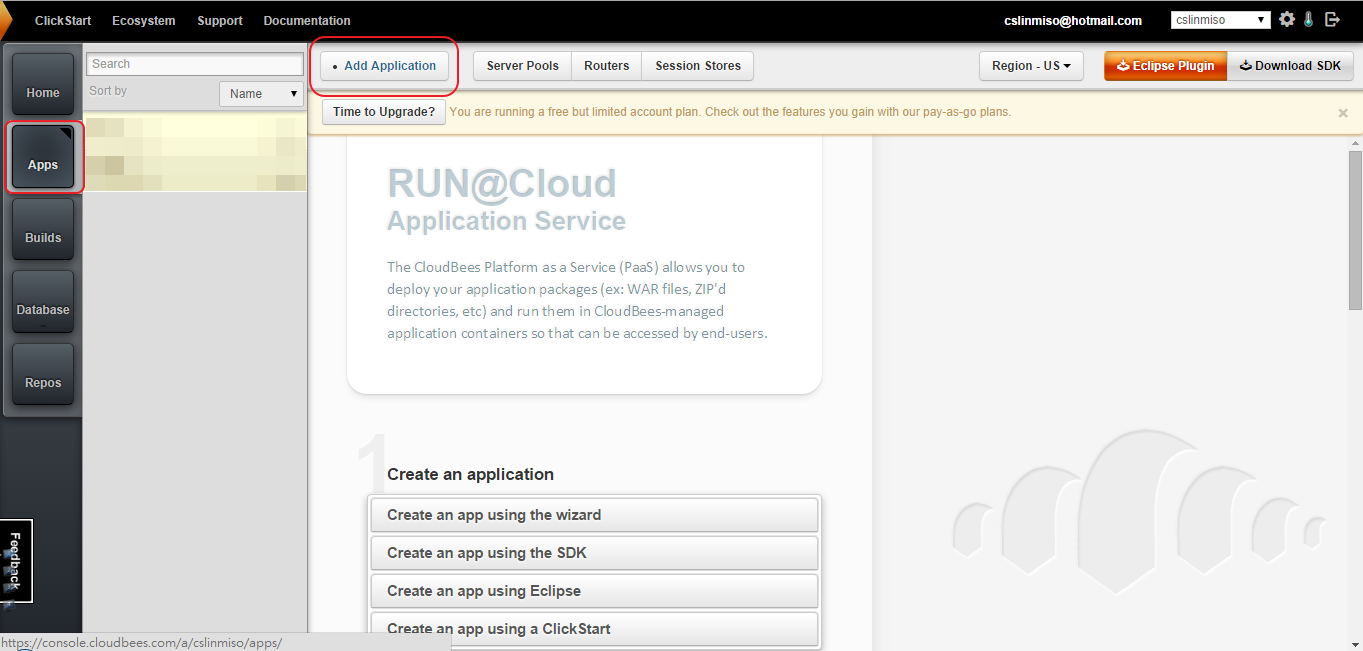 ClickStart Ecosystem Support Documentation cslinmiso@hotmail.com cslinmiso
Home
Apps
Builds
Database
Repos
Feedback
Search
Sort by Name
Add Application Server Pools Routers Session Stores Region - US Eclipse Plugin Download SDK
Time to Upgrade? You are running a free but limited account plan. Check out the features you gain with our pay-as-go plans. ×
RUN@Cloud
Application Service
The CloudBees Platform as a Service (PaaS) allows you to
deploy your application packages (ex: WAR files, ZIP'd
directories, etc) and run them in CloudBees-managed
application containers so that can be accessed by end-users.
1
Create an application
Create an app using the wizard
Create an app using the SDK
Create an app using Eclipse
Create an app using a ClickStart
https://console.cloudbees.com/a/cslinmiso/apps/